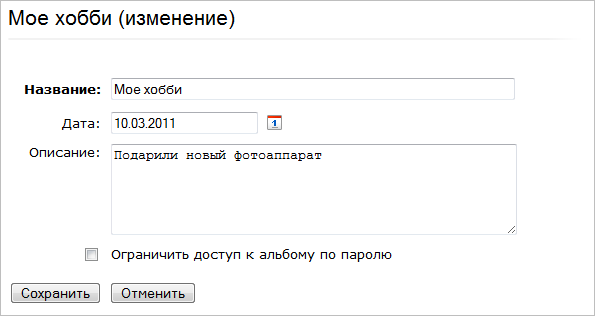 Мое хобби (изменение)
Название: Мое хобби
Дата: 10.03.2011 1
Описание: Подарили новый фотоаппарат
Ограничить доступ к альбому по паролю
Сохранить Отменить